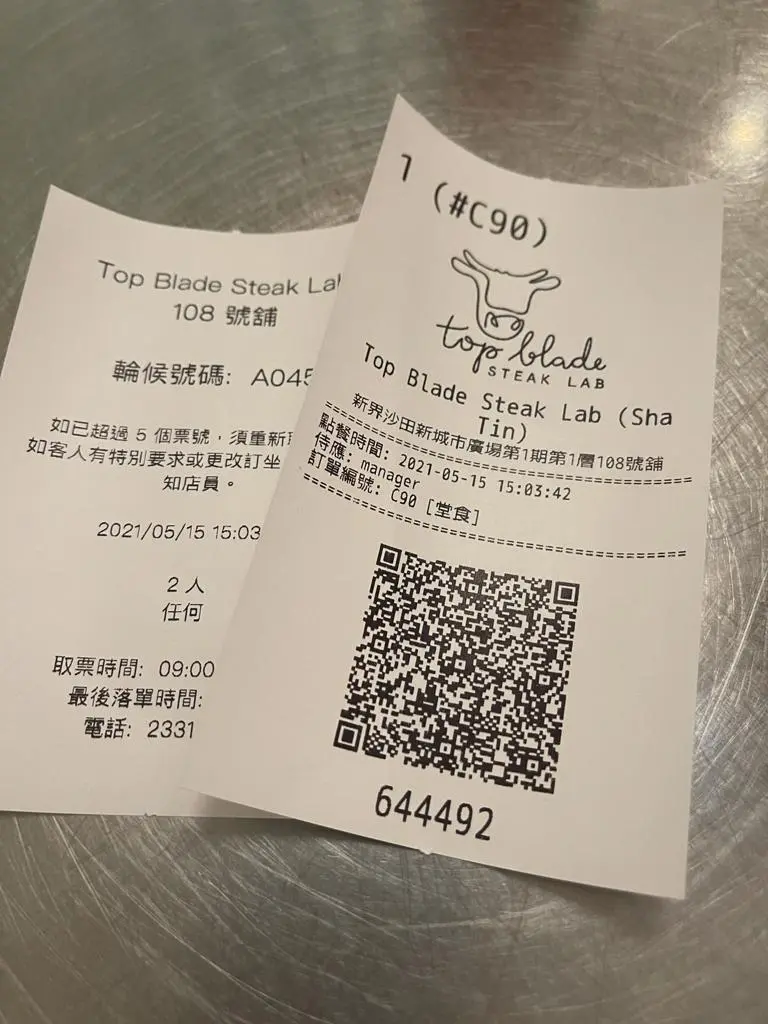 Top Blade Steak Lab
108 號舖
輪候號碼: A045
如已超過 5 個票號，須重新
如客人有特別要求或更改訂坐
知店員。
2021/05/15 15:03
2 人
任何
取票時間: 09:00
最後落單時間:
電話: 2331
1 (#C90)
top blade
STEAK LAB
Top Blade Steak Lab (Sha
Tin)
新界沙田新城市廣場第1期第1層108號舖
點餐時間: 2021-05-15 15:03:42
侍應: manager
訂單編號: C90 [堂食]
644492